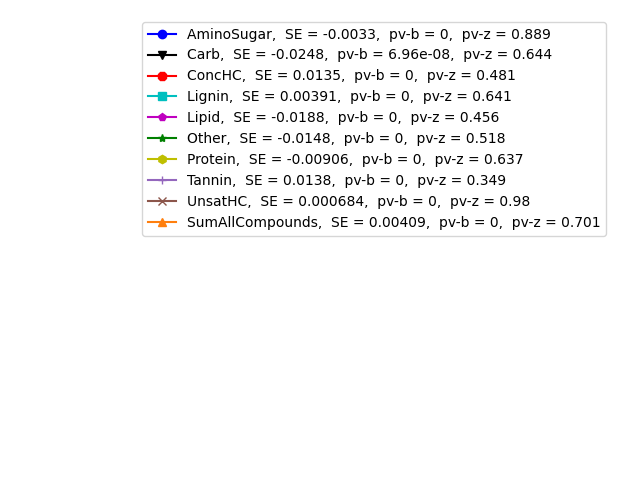 AminoSugar,  SE = -0.0033,  pv-b = 0,  pv-z = 0.889
Carb,  SE = -0.0248,  pv-b = 6.96e-08,  pv-z = 0.644
ConcHC,  SE = 0.0135,  pv-b = 0,  pv-z = 0.481
Lignin,  SE = 0.00391,  pv-b = 0,  pv-z = 0.641
Lipid,  SE = -0.0188,  pv-b = 0,  pv-z = 0.456
Other,  SE = -0.0148,  pv-b = 0,  pv-z = 0.518
Protein,  SE = -0.00906,  pv-b = 0,  pv-z = 0.637
Tannin,  SE = 0.0138,  pv-b = 0,  pv-z = 0.349
UnsatHC,  SE = 0.000684,  pv-b = 0,  pv-z = 0.98
SumAllCompounds,  SE = 0.00409,  pv-b = 0,  pv-z = 0.701